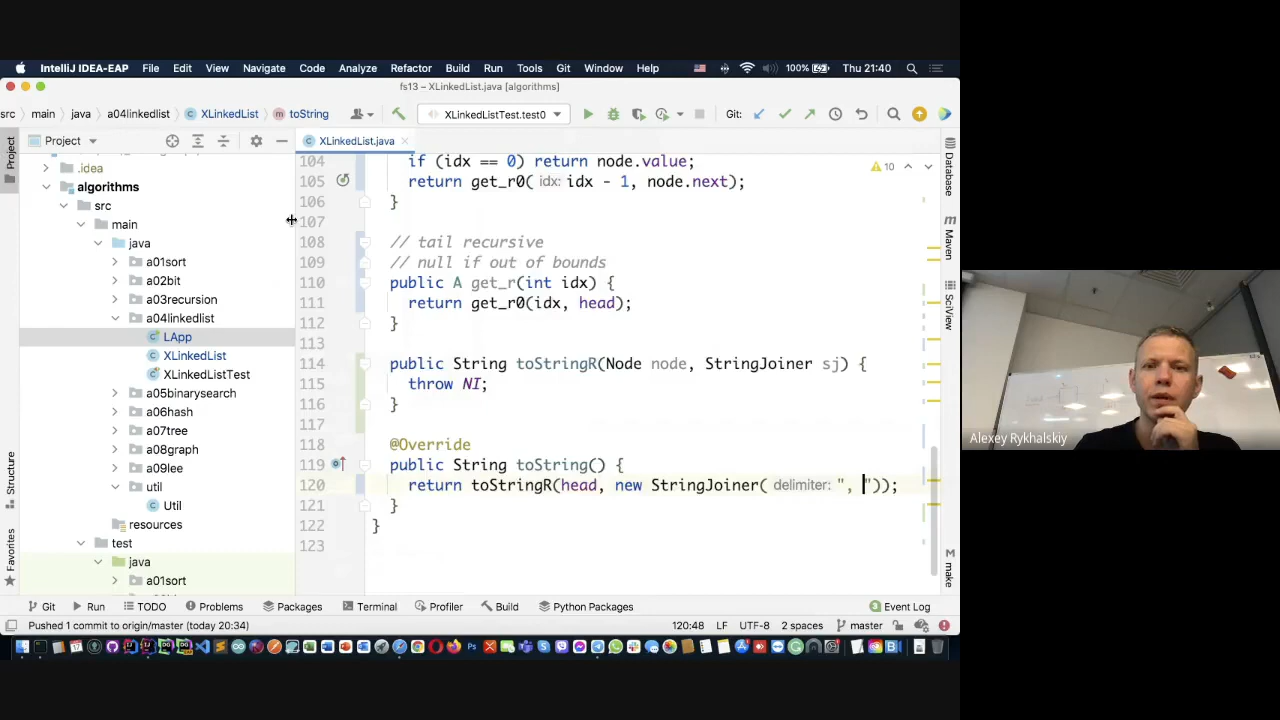 IntelliJ IDEA-EAP File Edit View Navigate Code Analyze Refactor Build Run Tools Git Window Help 100% Thu 21:40
fs13 – XLinkedList.java [algorithms]
src main java a04linkedlist XLinkedList toString XLinkedListTest.test0 Git:
Project XLinkedList.java
.idea
algorithms
src
main
java
a01sort
a02bit
a03recursion
a04linkedlist
LApp
XLinkedList
XLinkedListTest
a05binarysearch
a06hash
a07tree
a08graph
a09lee
util
Util
resources
test
java
a01sort
104 if (idx == 0) return node.value;
105 return get_r0( idx: idx - 1, node.next);
106 }
107
108 // tail recursive
109 // null if out of bounds
110 public A get_r(int idx) {
111 return get_r0(idx, head);
112 }
113
114 public String toStringR(Node node, StringJoiner sj) {
115 throw NI;
116 }
117
118 @Override
119 public String toString() {
120 return toStringR(head, new StringJoiner( delimiter: ", "));
121 }
122 }
123
10
Project
Structure
Favorites
Database
m Maven
SciView
m make
Git Run TODO Problems Packages Terminal Profiler Build Python Packages Event Log
Pushed 1 commit to origin/master (today 20:34) 120:48 LF UTF-8 2 spaces master
Alexey Rykhalskiy